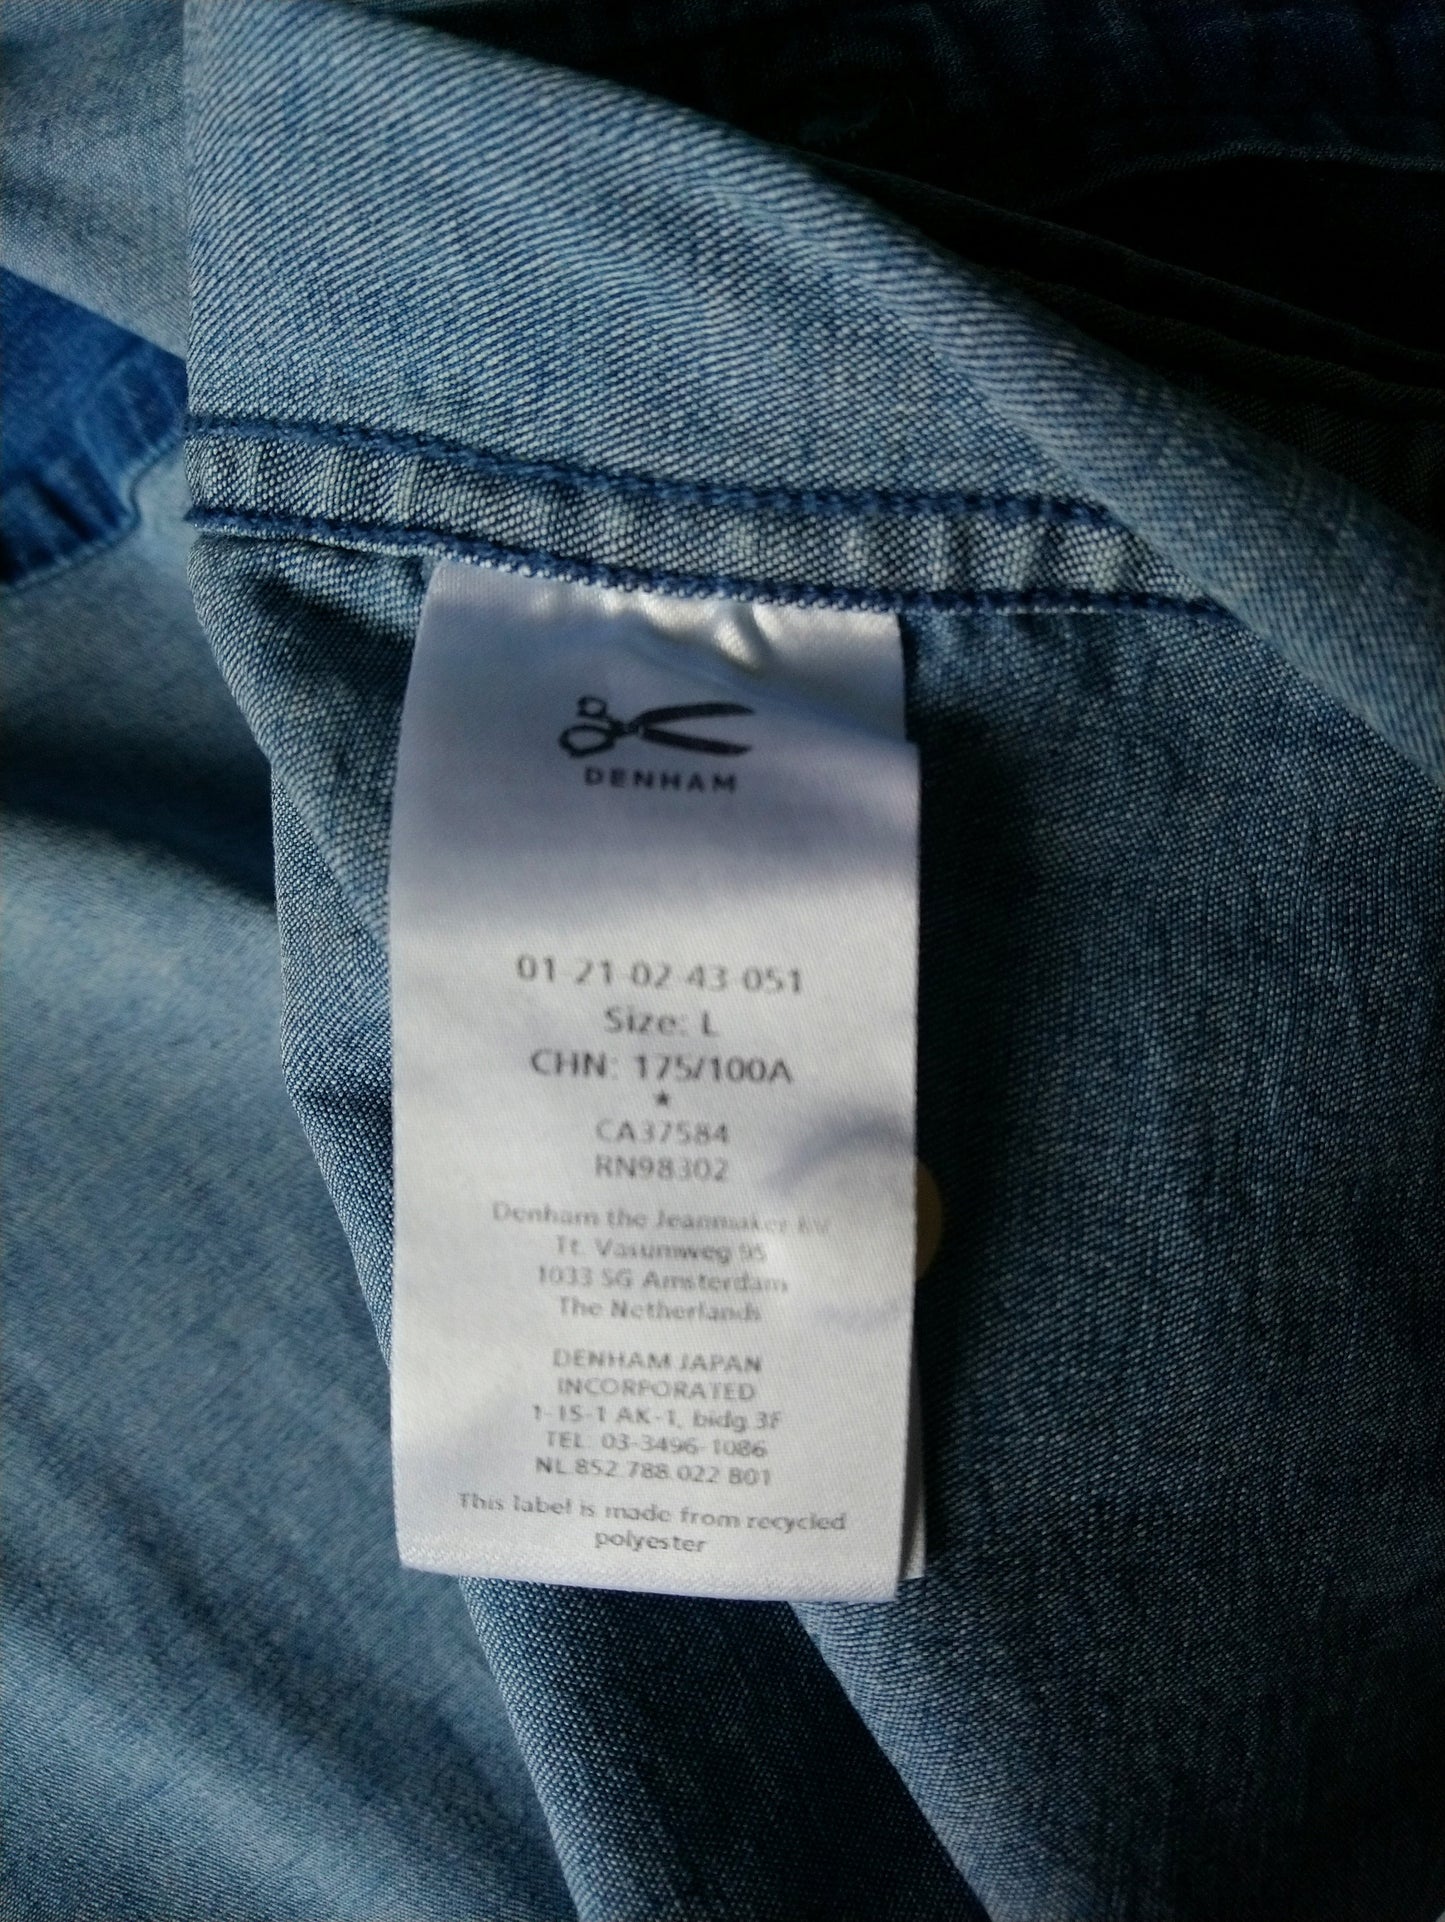 DENHAM
01-21-02-43-051
Size: L
CHN: 175/100A
★
CA37584
RN98302
Denham the Jeanmaker BV
Tt. Vasumweg 95
1033 SG Amsterdam
The Netherlands
DENHAM JAPAN
INCORPORATED
1-15-1 AK-1, bldg 3F
TEL: 03-3496-1086
NL.852.788.022.B01
This label is made from recycled
polyester